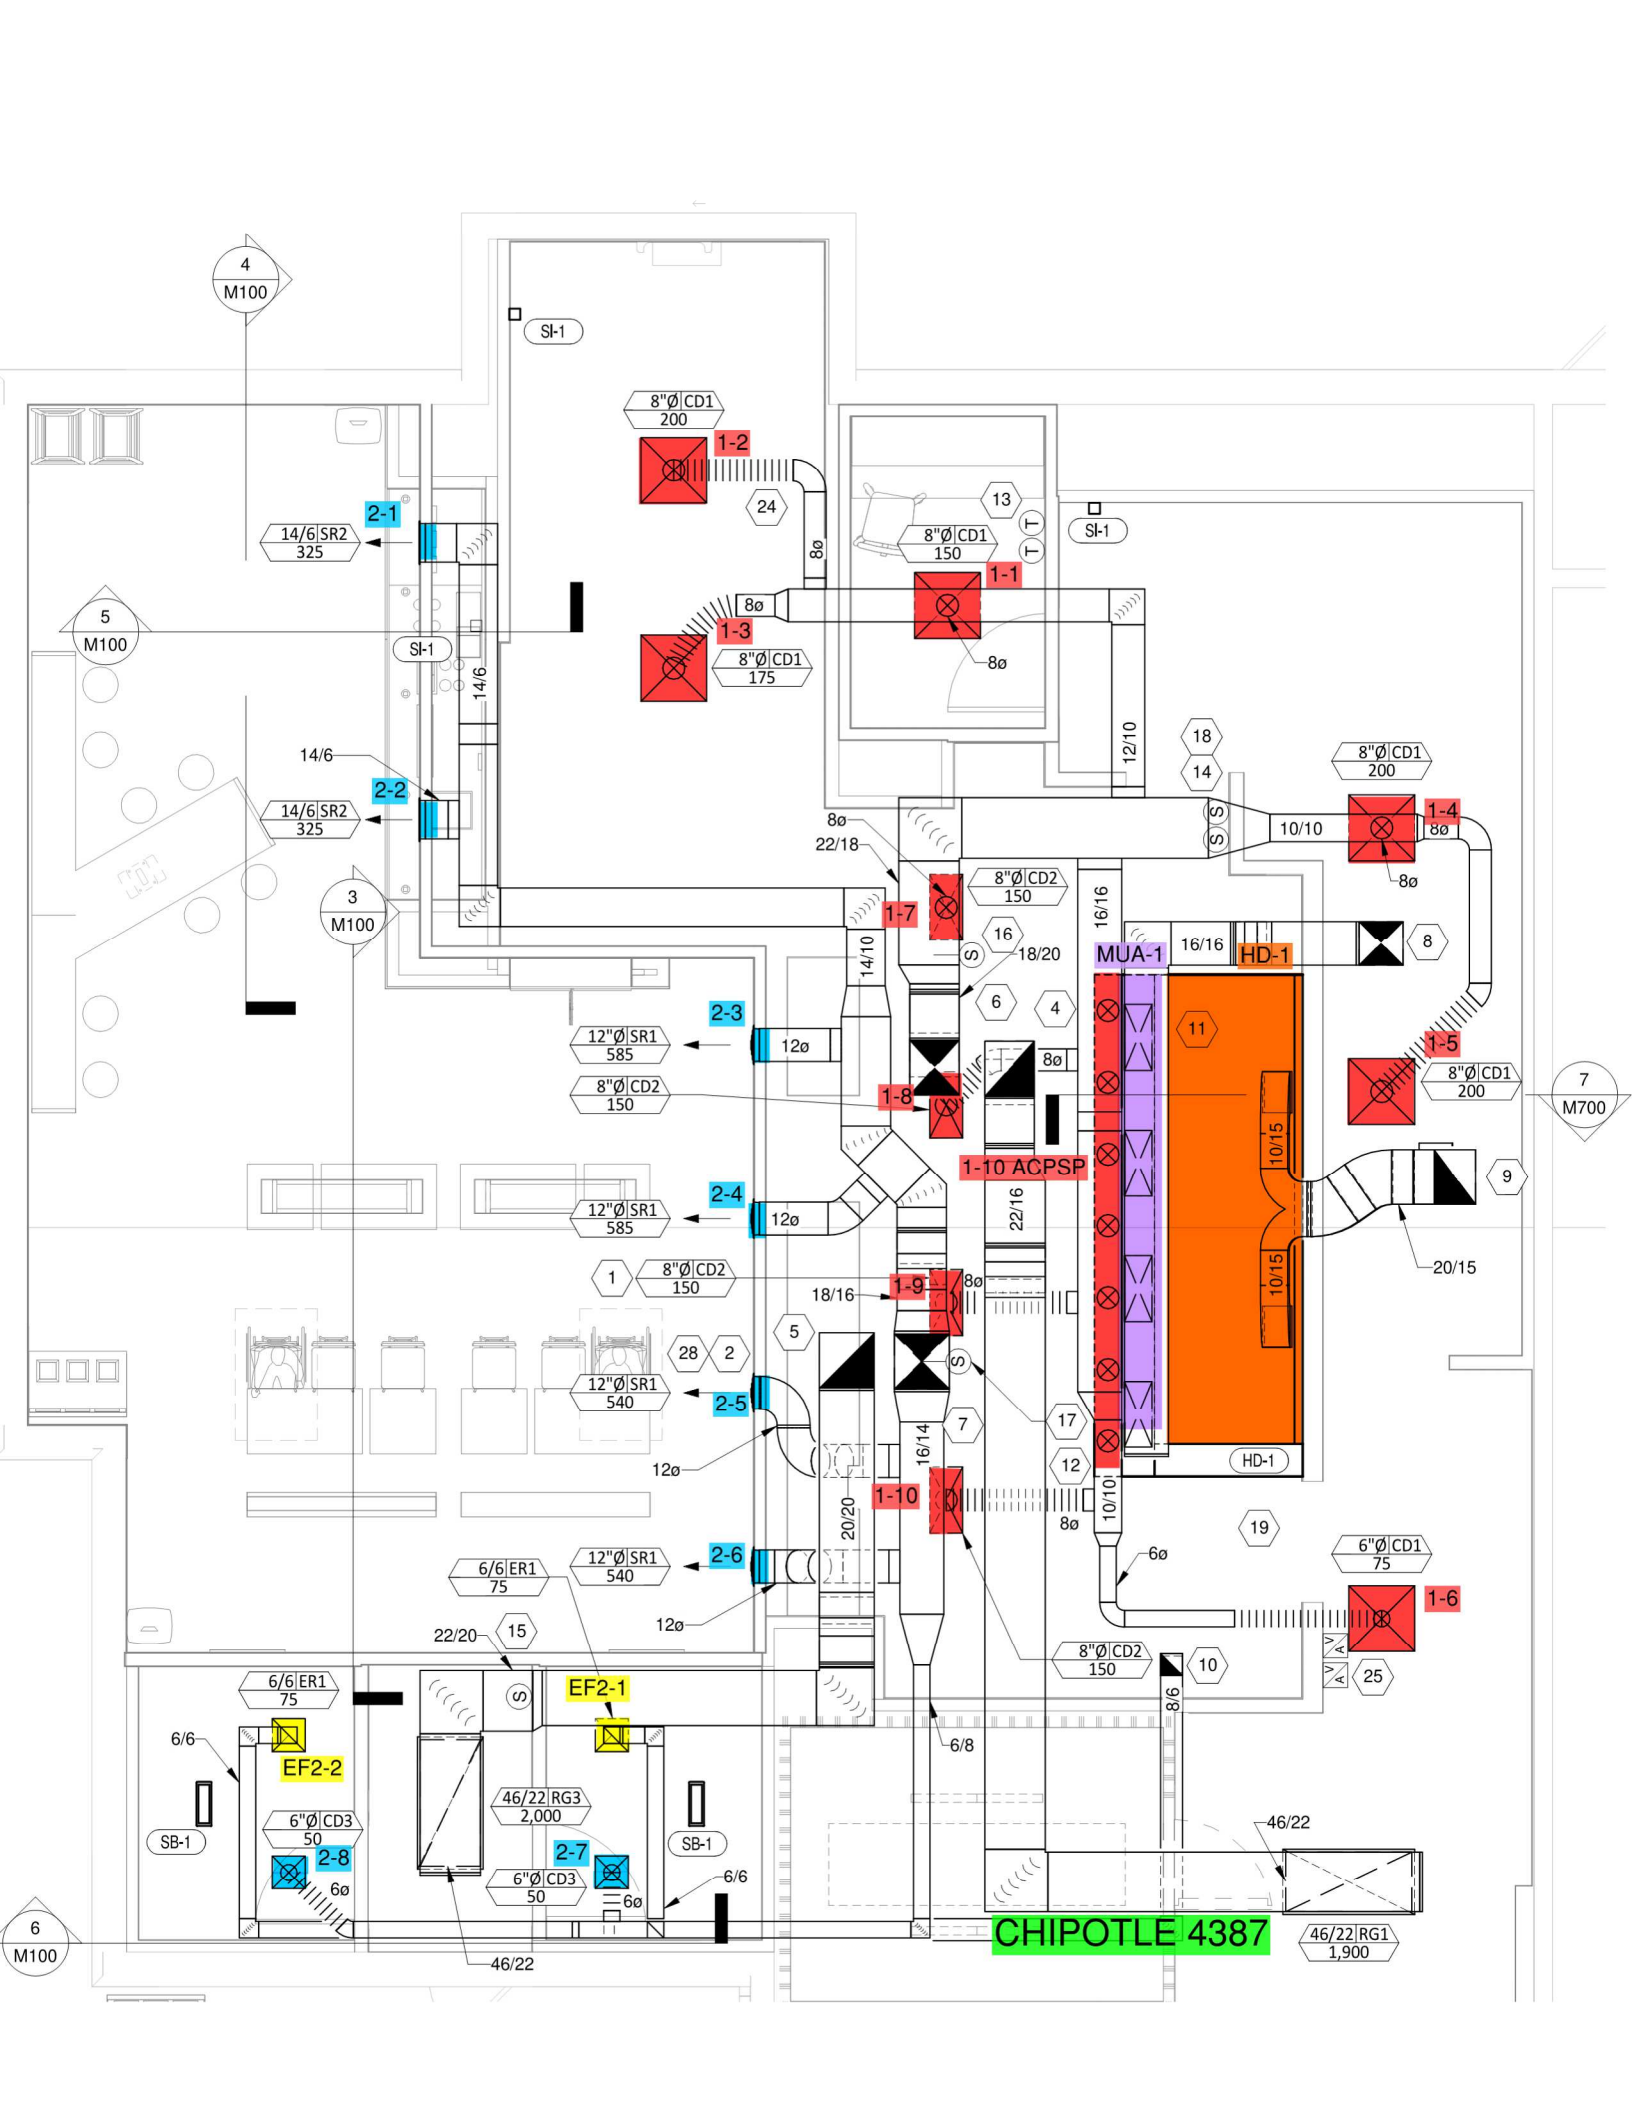 4
M100
SI-1
8"Ø CD1
200
1-2
24
13
T
T
SI-1
8"Ø CD1
150
1-1
8ø
2-1
14/6 SR2
325
8ø
8ø
1-3
8"Ø CD1
175
5
M100
SI-1
14/6
12/10
18
14
8"Ø CD1
200
14/6
2-2
14/6 SR2
325
8ø
22/18
S
S
10/10
1-4
8ø
8ø
3
M100
8"Ø CD2
150
1-7
16
S
18/20
14/10
16/16
MUA-1
16/16
HD-1
8
6
4
11
2-3
12"Ø SR1
585
12ø
8"Ø CD2
150
1-8
8ø
1-5
8"Ø CD1
200
7
M700
1-10 ACPSP
10/15
9
2-4
12"Ø SR1
585
12ø
22/16
10/15
20/15
1
8"Ø CD2
150
1-9
8ø
18/16
5
28
2
12"Ø SR1
540
2-5
S
7
17
16/14
12ø
12
HD-1
1-10
20/20
8ø
10/10
19
6"Ø CD1
75
6/6 ER1
75
12"Ø SR1
540
2-6
6ø
1-6
12ø
22/20
15
8"Ø CD2
150
10
V
A
V
A
25
6/6 ER1
75
EF2-1
S
8/6
6/6
EF2-2
6/8
46/22 RG3
2,000
SB-1
6"Ø CD3
50
2-8
SB-1
46/22
2-7
6"Ø CD3
50
6ø
6ø
6/6
6
M100
CHIPOTLE 4387
46/22 RG1
1,900
46/22